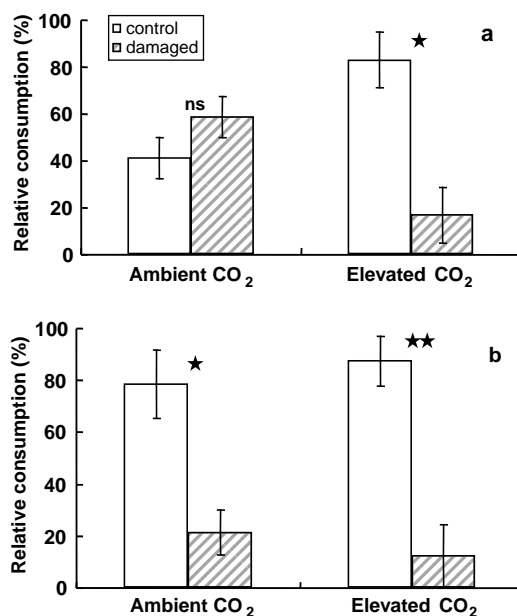 100
80
60
40
20
0
Relative consumption (%)
control
damaged
ns
★
a
Ambient CO₂
Elevated CO₂
100
80
60
40
20
0
Relative consumption (%)
★
★★
b
Ambient CO₂
Elevated CO₂